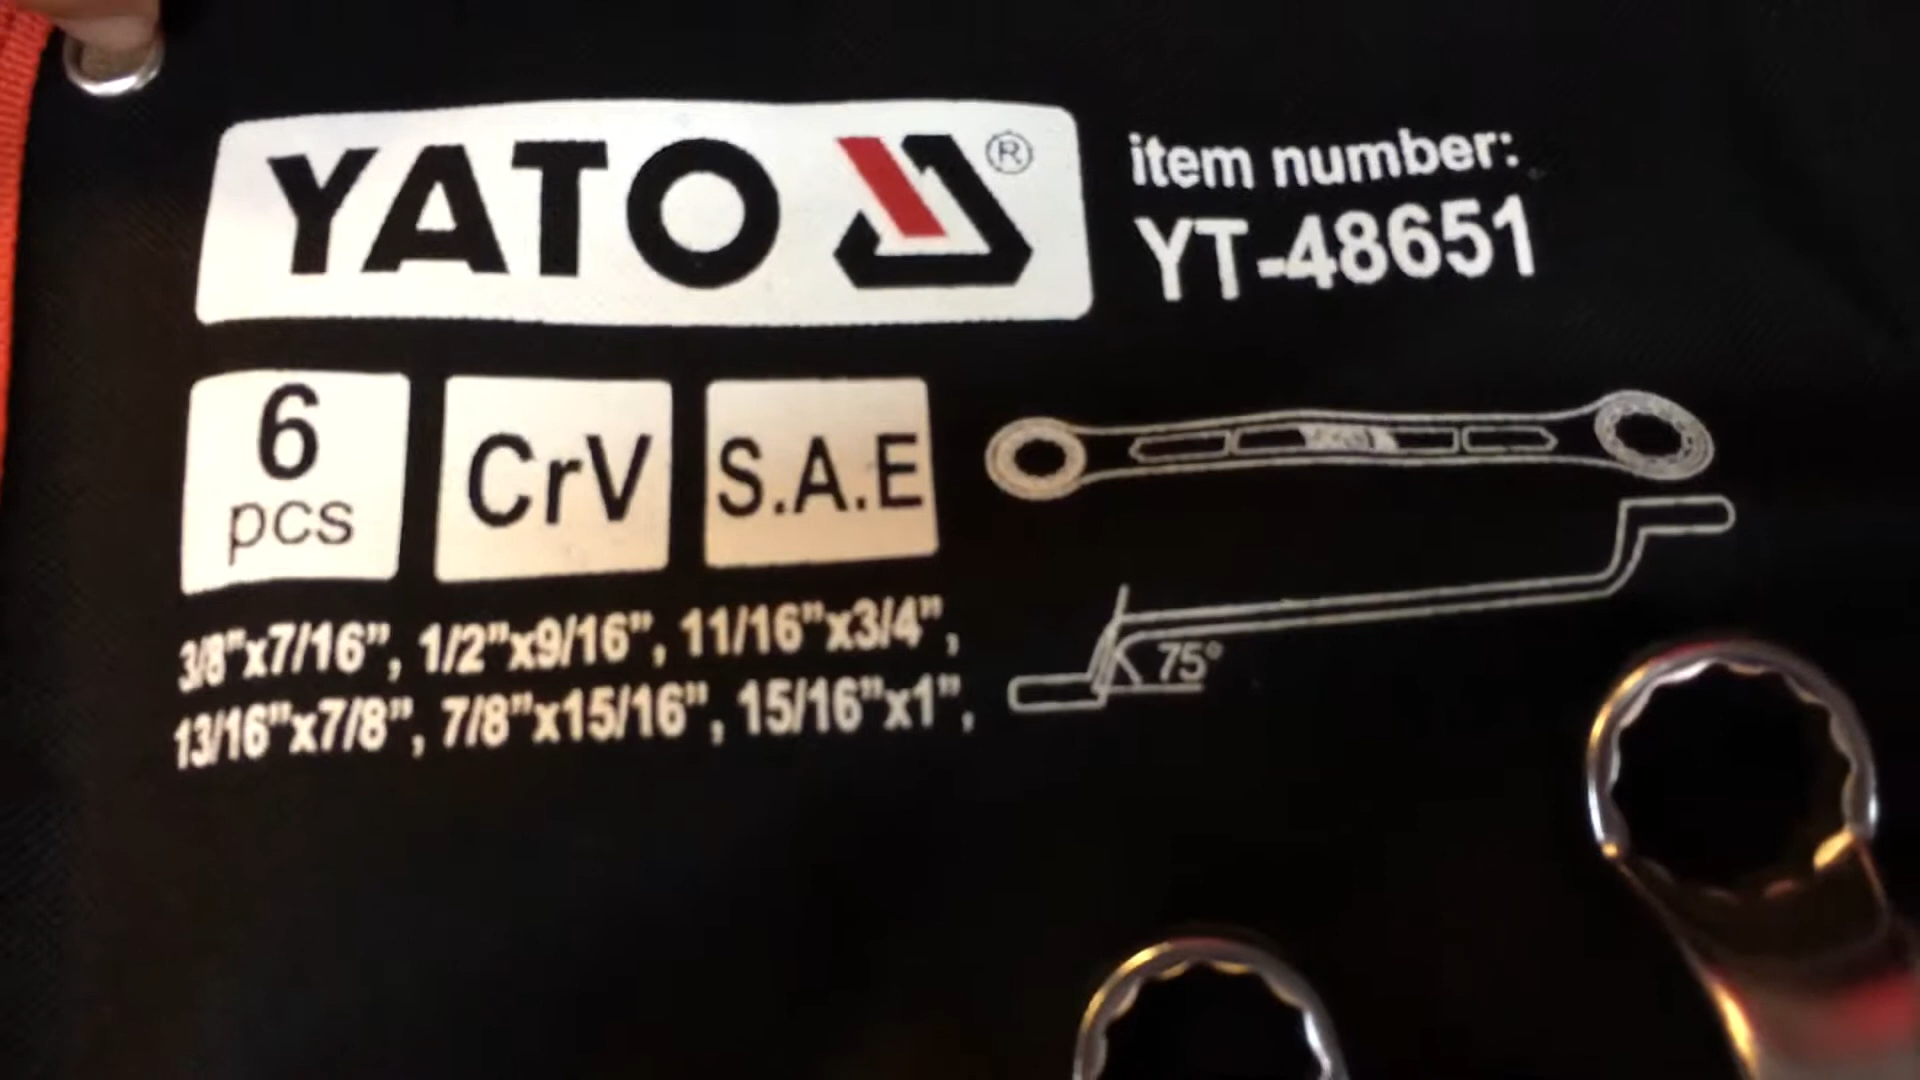 YATO ®
item number:
YT-48651
6
pcs
CrV
S.A.E
3/8”x7/16”, 1/2”x9/16”, 11/16”x3/4”,
13/16”x7/8”, 7/8”x15/16”, 15/16”x1”,
75°